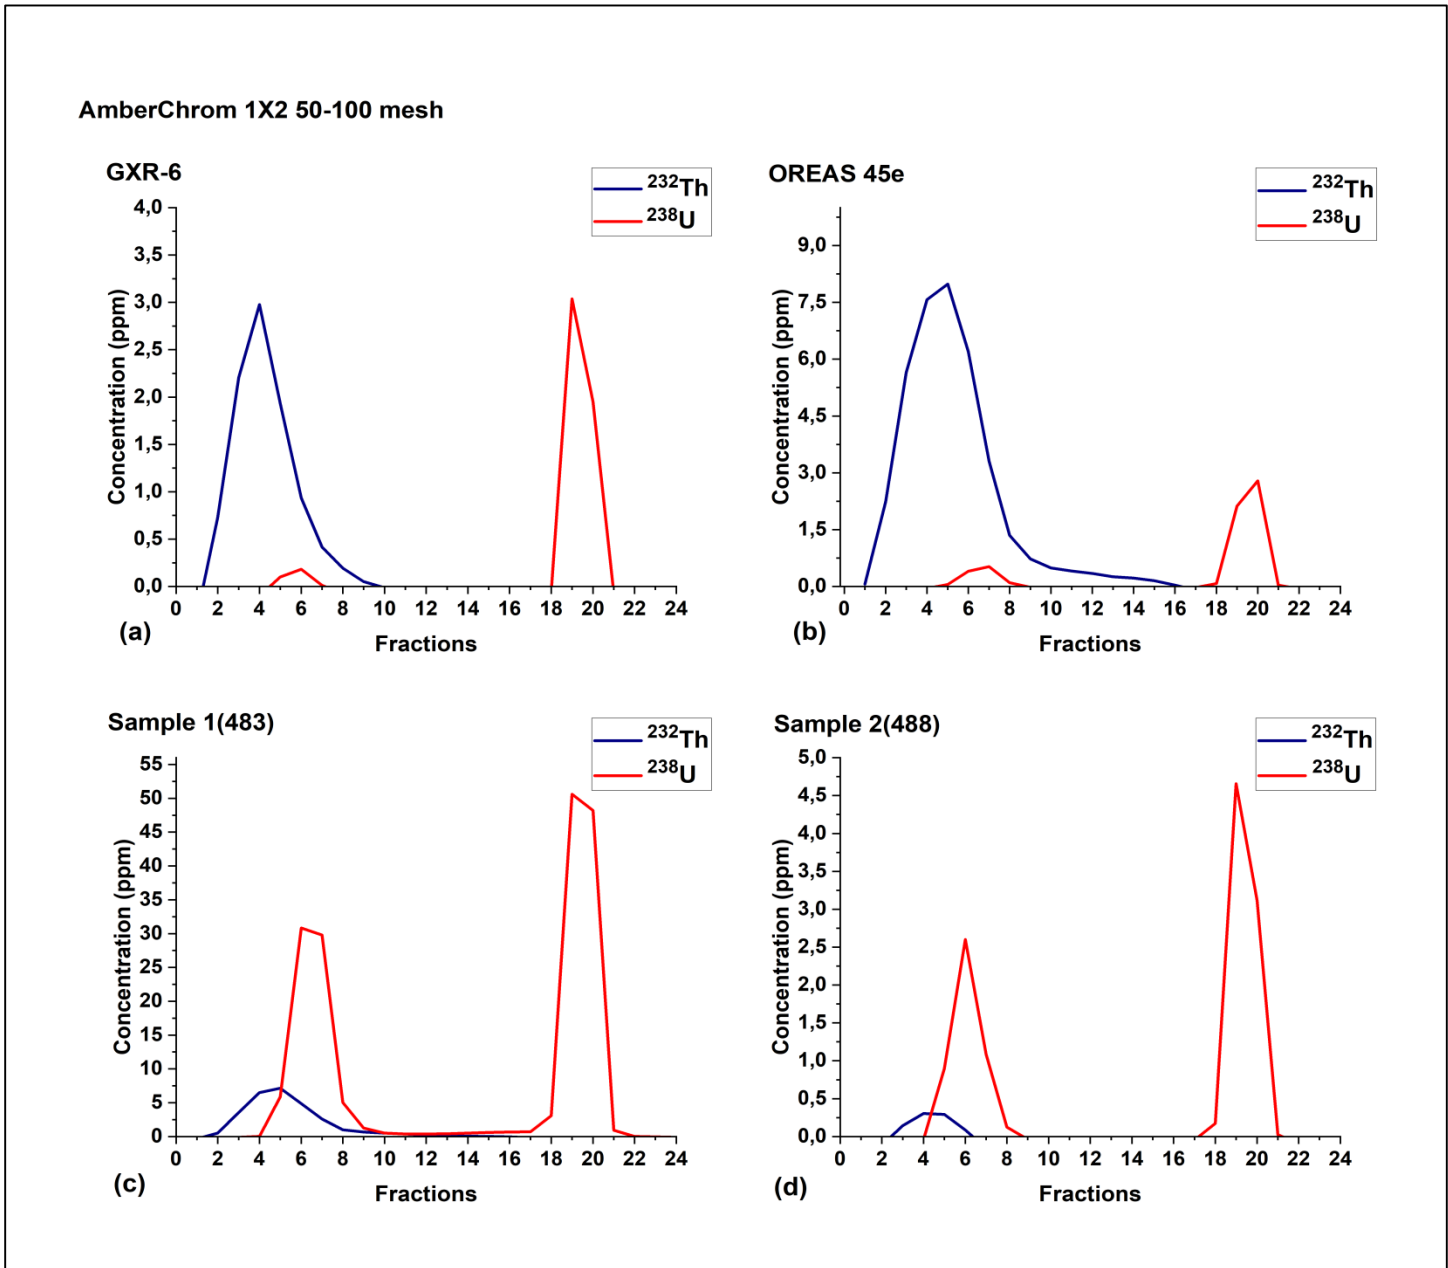 AmberChrom 1X2 50-100 mesh
GXR-6
²³²Th
²³⁸U
4,0
3,5
3,0
2,5
2,0
1,5
1,0
0,5
0,0
Concentration (ppm)
0 2 4 6 8 10 12 14 16 18 20 22 24
Fractions
(a)
OREAS 45e
²³²Th
²³⁸U
9,0
7,5
6,0
4,5
3,0
1,5
0,0
Concentration (ppm)
0 2 4 6 8 10 12 14 16 18 20 22 24
Fractions
(b)
Sample 1(483)
²³²Th
²³⁸U
55
50
45
40
35
30
25
20
15
10
5
0
Concentration (ppm)
0 2 4 6 8 10 12 14 16 18 20 22 24
Fractions
(c)
Sample 2(488)
²³²Th
²³⁸U
5,0
4,5
4,0
3,5
3,0
2,5
2,0
1,5
1,0
0,5
0,0
Concentration (ppm)
0 2 4 6 8 10 12 14 16 18 20 22 24
Fractions
(d)